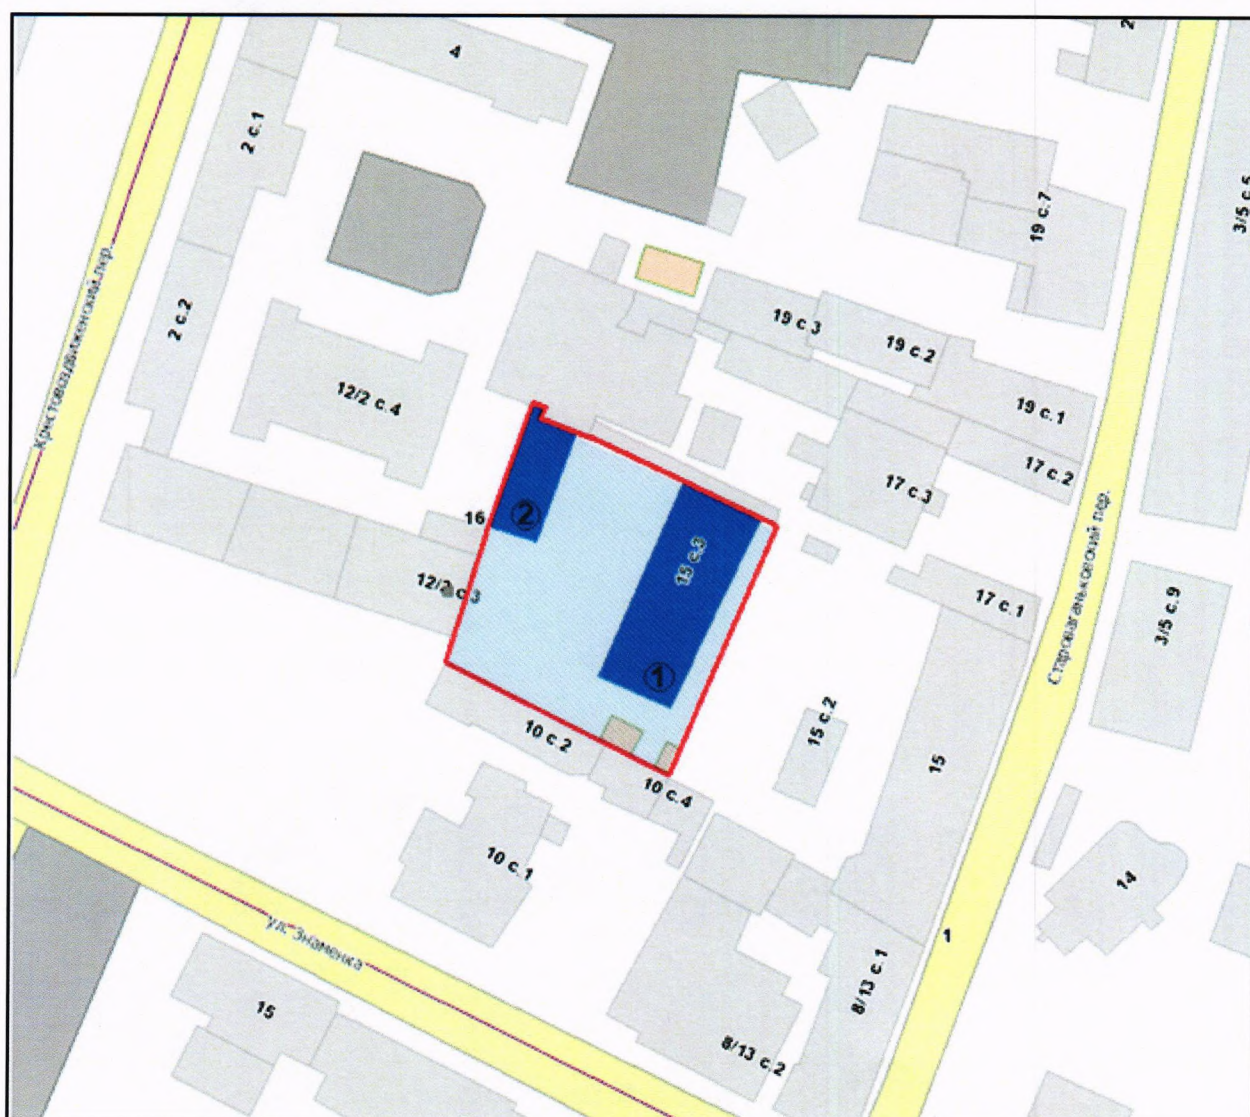 4
2
2 с.1
3/5 с.5
19 с.7
2 с.2
19 с.3
19 с.2
12/2 с.4
19 с.1
Крестовоздвиженский пер.
17 с.2
17 с.3
16
2
15 с.3
12/2 с.3
17 с.1
3/5 с.9
Староваганьковский пер.
1
15 с.2
10 с.2
15
10 с.4
10 с.1
14
1
ул. Знаменка
8/13 с.1
15
8/13 с.2